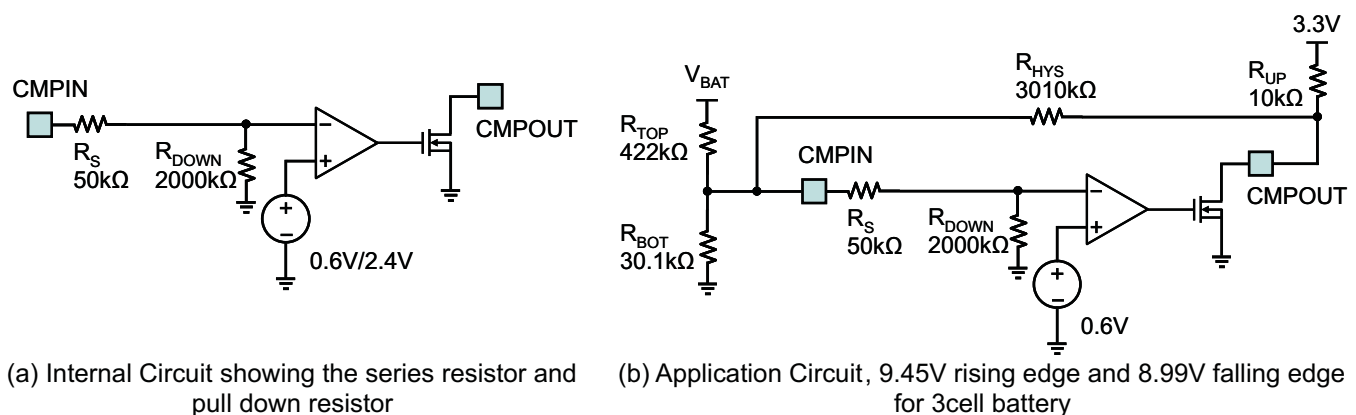 CMPIN
R_S
50kΩ
R_DOWN
2000kΩ
−
+
CMPOUT
+
−
0.6V/2.4V
(a) Internal Circuit showing the series resistor and
pull down resistor
V_BAT
R_TOP
422kΩ
R_BOT
30.1kΩ
CMPIN
R_S
50kΩ
R_HYS
3010kΩ
3.3V
R_UP
10kΩ
R_DOWN
2000kΩ
−
+
CMPOUT
+
−
0.6V
(b) Application Circuit, 9.45V rising edge and 8.99V falling edge
for 3cell battery